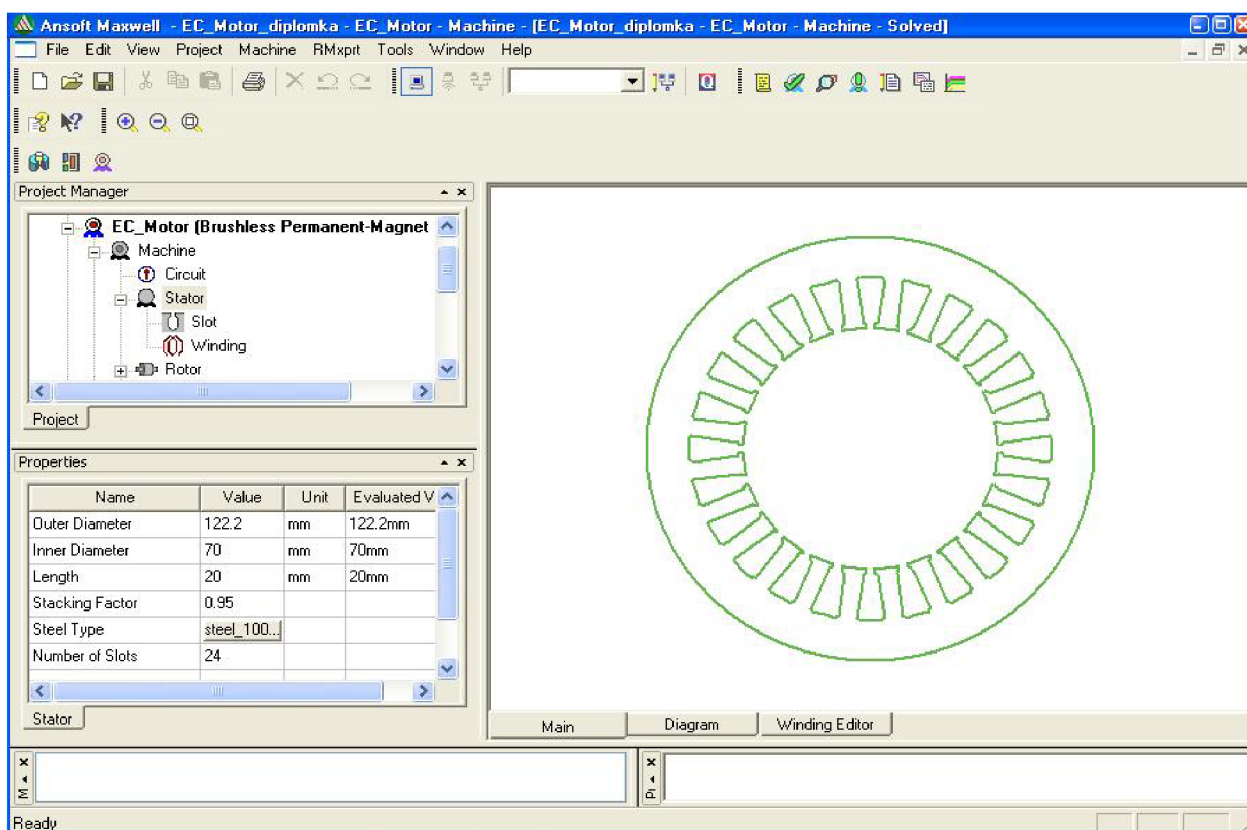 Ansoft Maxwell - EC_Motor_diplomka - EC_Motor - Machine - [EC_Motor_diplomka - EC_Motor - Machine - Solved]
File Edit View Project Machine RMxprt Tools Window Help
Project Manager
EC_Motor (Brushless Permanent-Magnet
Machine
Circuit
Stator
Slot
Winding
Rotor
Project
Properties
Name Value Unit Evaluated V
Outer Diameter 122.2 mm 122.2mm
Inner Diameter 70 mm 70mm
Length 20 mm 20mm
Stacking Factor 0.95
Steel Type steel_100...
Number of Slots 24
Stator
Main Diagram Winding Editor
M
Ready